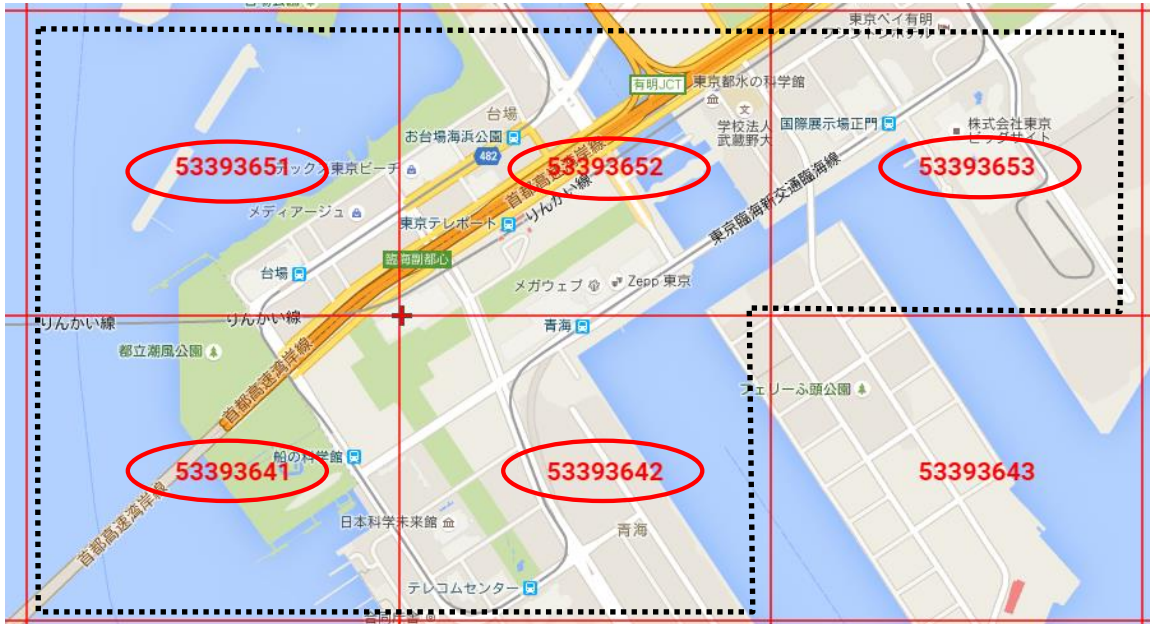 東京ベイ有明
有明JCT
東京都水の科学館
台場
学校法人
武蔵野大
国際展示場正門
株式会社東京
ビッグサイト
お台場海浜公園
482
首都高速湾岸線
53393651
53393652
53393653
テックス東京ビーチ
りんかい線
メディアージュ
東京テレポート
東京臨海新交通臨海線
臨海副都心
台場
メガウェブ
Zepp 東京
りんかい線
りんかい線
青海
都立潮風公園
首都高速湾岸線
フェリーふ頭公園
船の科学館
53393641
53393642
53393643
首都高速湾岸線
日本科学未来館
青海
テレコムセンター